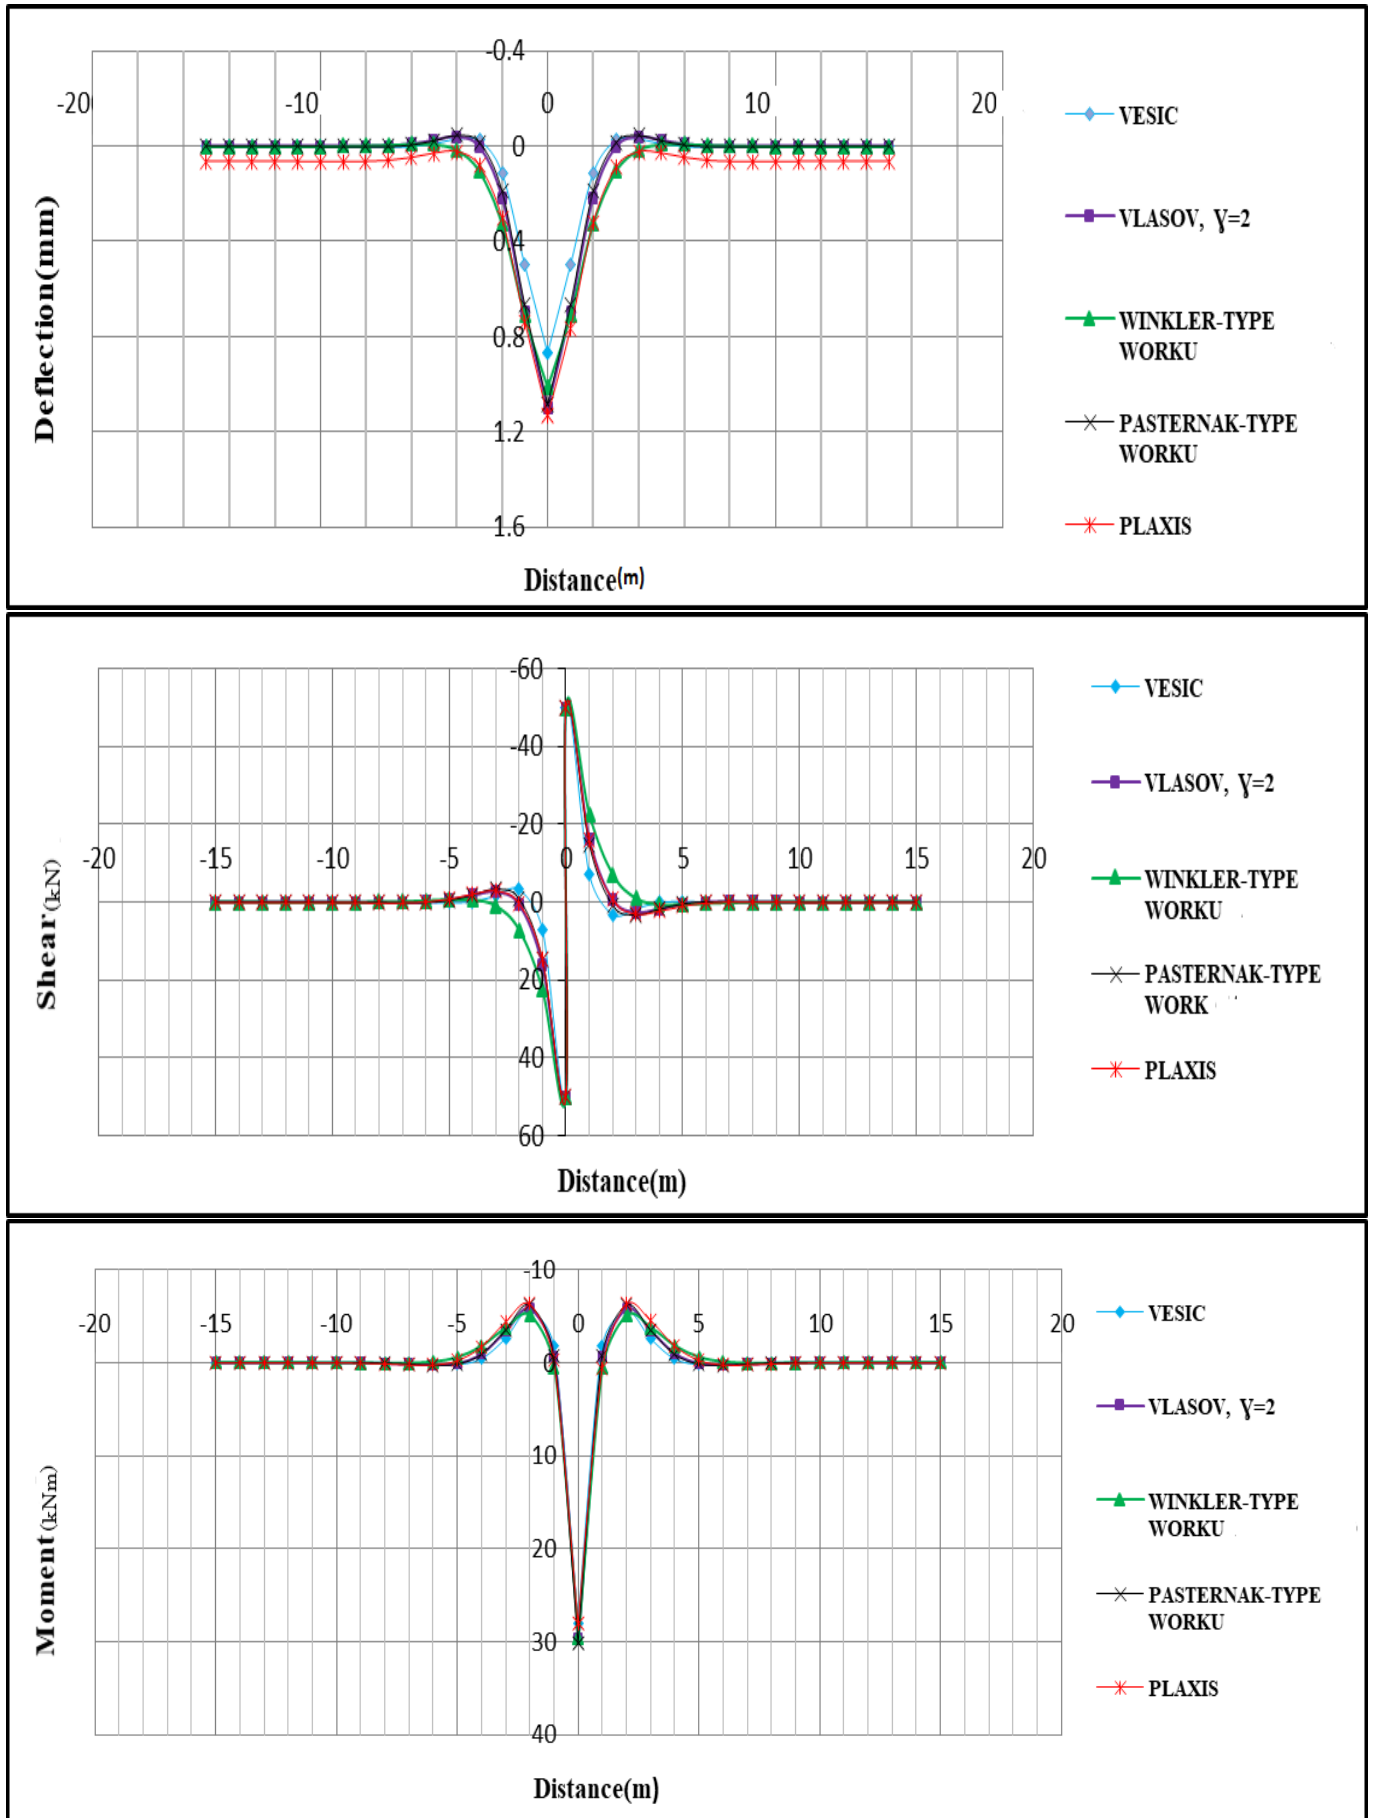 -0.4
-20 -10 0 10 20
0
0.4
0.8
1.2
1.6
Deflection(mm)
Distance(m)
VESIC
VLASOV, Ɣ=2
WINKLER-TYPE
WORKU
PASTERNAK-TYPE
WORKU
PLAXIS
-60
-40
-20
-20 -15 -10 -5 0 5 10 15 20
0
20
40
60
Shear(kN)
Distance(m)
VESIC
VLASOV, Ɣ=2
WINKLER-TYPE
WORKU
PASTERNAK-TYPE
WORK
PLAXIS
-10
-20 -15 -10 -5 0 5 10 15 20
0
10
20
30
40
Moment(kNm)
Distance(m)
VESIC
VLASOV, Ɣ=2
WINKLER-TYPE
WORKU
PASTERNAK-TYPE
WORKU
PLAXIS